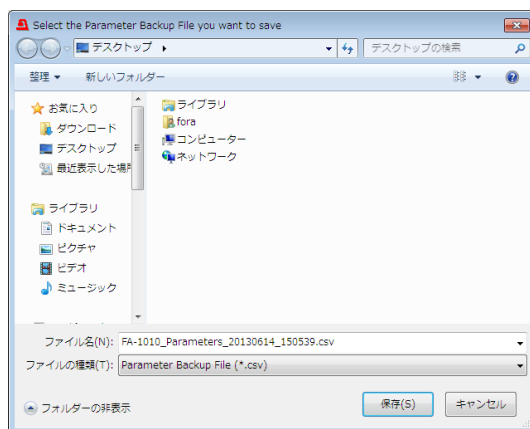 Select the Parameter Backup File you want to save
デスクトップ
デスクトップの検索
整理 新しいフォルダー
お気に入り
ダウンロード
デスクトップ
最近表示した場所
ライブラリ
ドキュメント
ピクチャ
ビデオ
ミュージック
ライブラリ
fora
コンピューター
ネットワーク
ファイル名(N): FA-1010_Parameters_20130614_150539.csv
ファイルの種類(T): Parameter Backup File (*.csv)
フォルダーの非表示
保存(S)
キャンセル